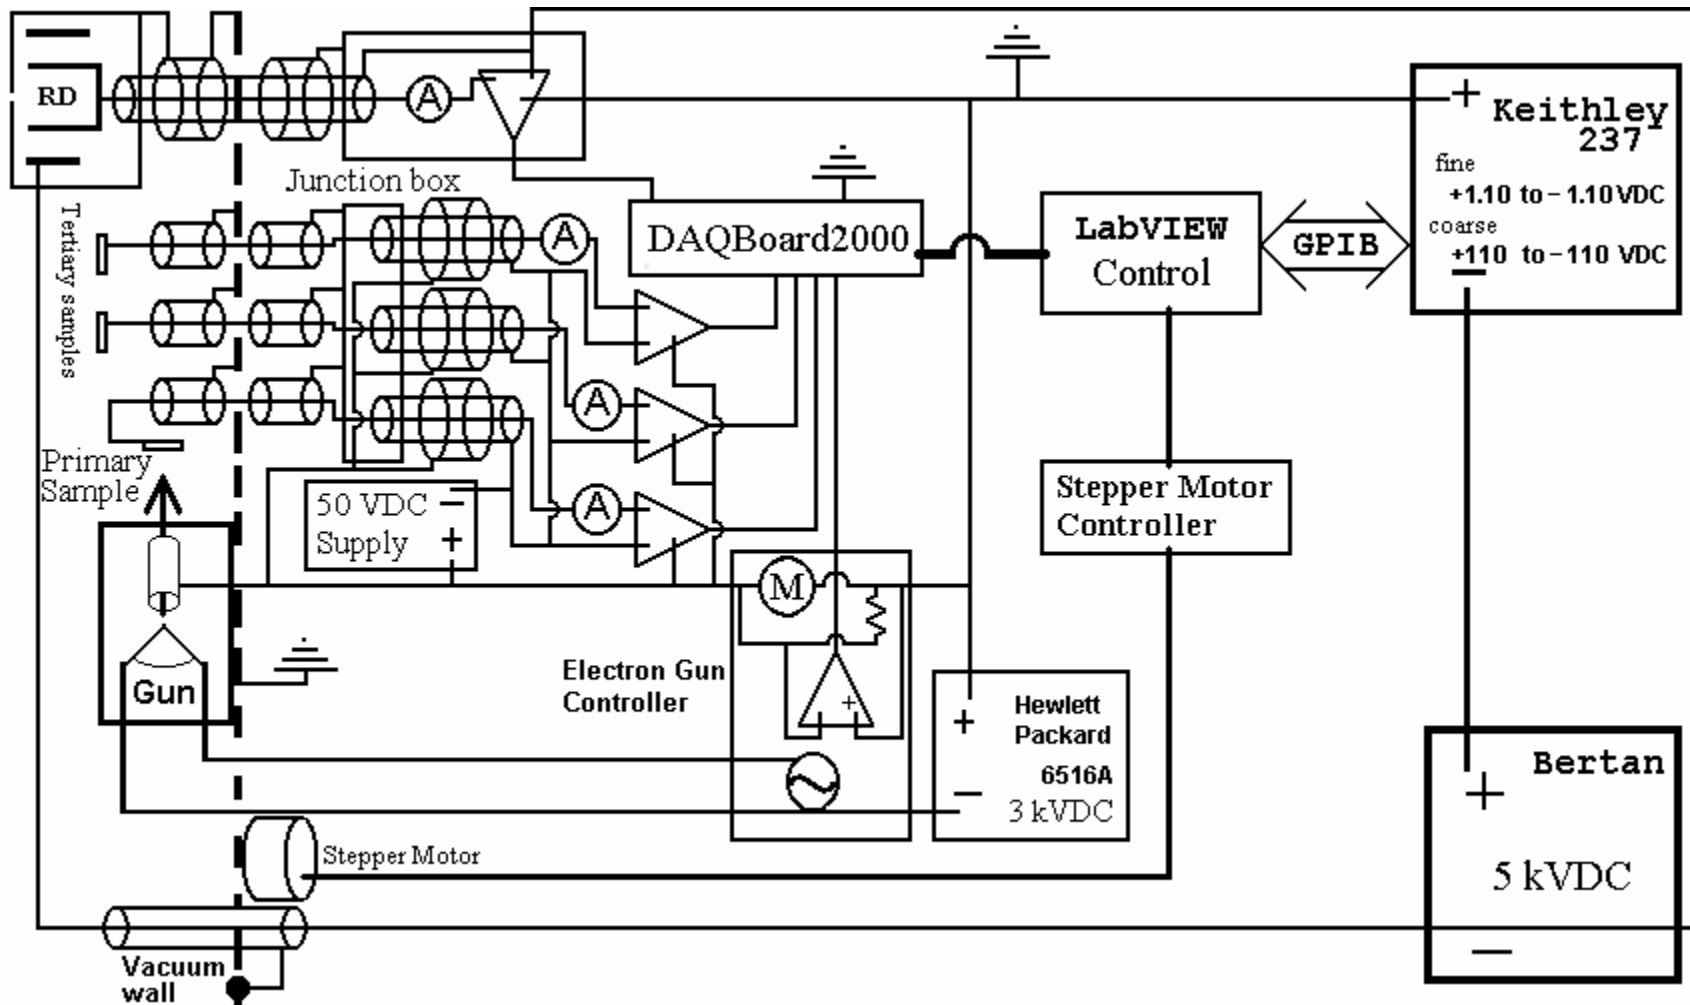 RD
A
Junction box
Keithley
237
fine
+1.10 to – 1.10 VDC
coarse
+110 to – 110 VDC
+
−
DAQBoard2000
LabVIEW
Control
GPIB
Tertiary samples
A
A
A
Primary
Sample
50 VDC −
Supply +
Stepper Motor
Controller
M
Gun
Electron Gun
Controller
+
+
Hewlett
Packard
6516A
− 3 kVDC
Bertan
+
5 kVDC
−
Stepper Motor
Vacuum
wall